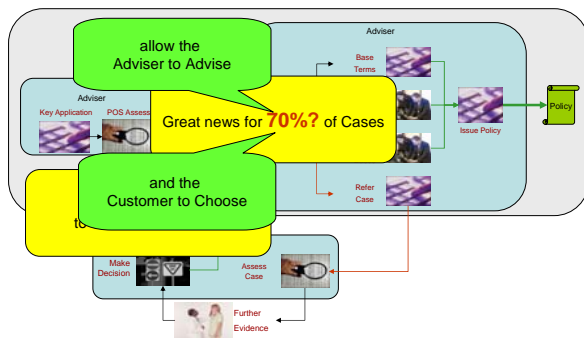 Adviser
allow the
Adviser to Advise
Base
Terms
Adviser
Key Application
POS Assess
Great news for 70%? of Cases
Issue Policy
Policy
and the
Customer to Choose
Refer
Case
to
Make
Decision
Assess
Case
Further
Evidence